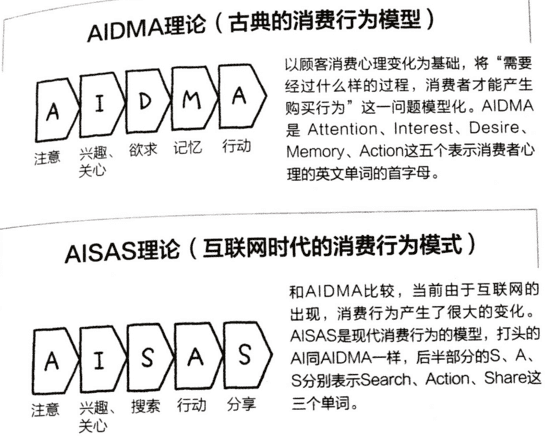 AIDMA理论（古典的消费行为模型）
A I D M A
注意 兴趣、关心 欲求 记忆 行动
以顾客消费心理变化为基础，将“需要
经过什么样的过程，消费者才能产生
购买行为”这一问题模型化。AIDMA
是 Attention、Interest、Desire、
Memory、Action这五个表示消费者心
理的英文单词的首字母。
AISAS理论（互联网时代的消费行为模式）
A I S A S
注意 兴趣、关心 搜索 行动 分享
和AIDMA比较，当前由于互联网的
出现，消费行为产生了很大的变化。
AISAS是现代消费行为的模型，打头的
AI同AIDMA一样，后半部分的S、A、
S分别表示Search、Action、Share这
三个单词。